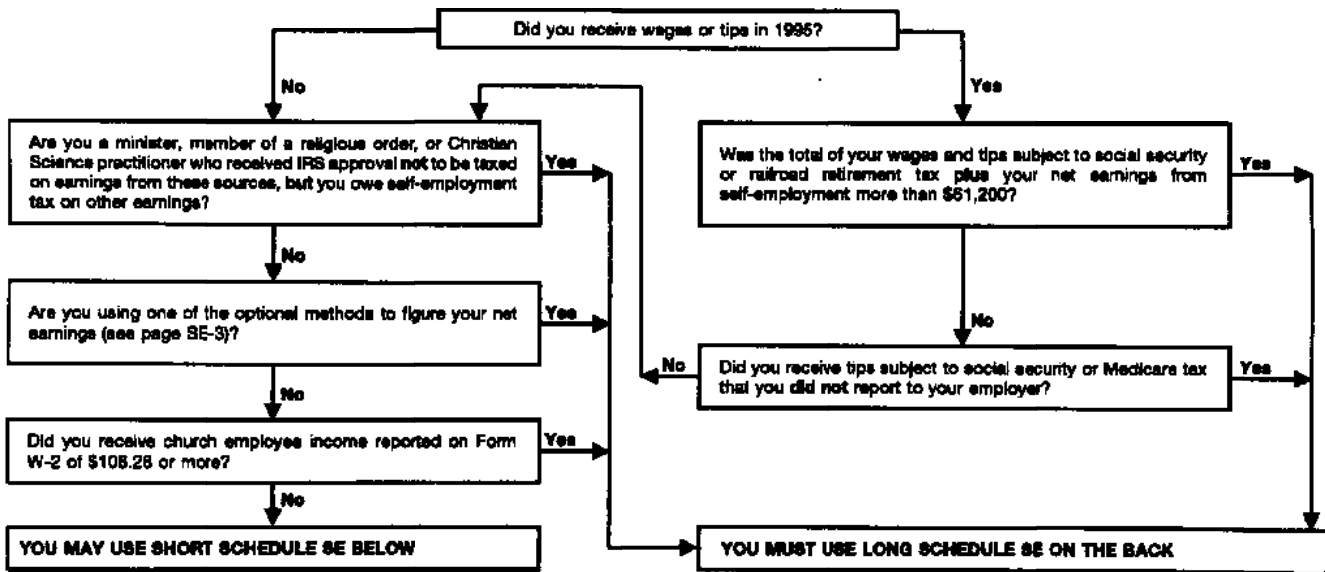 Did you receive wages or tips in 1995?
No
Yes
Are you a minister, member of a religious order, or Christian
Science practitioner who received IRS approval not to be taxed
on earnings from these sources, but you owe self-employment
tax on other earnings?
Yes
Was the total of your wages and tips subject to social security
or railroad retirement tax plus your net earnings from
self-employment more than $61,200?
Yes
No
Are you using one of the optional methods to figure your net
earnings (see page SE-3)?
Yes
No
No
Did you receive tips subject to social security or Medicare tax
that you did not report to your employer?
Yes
No
Did you receive church employee income reported on Form
W-2 of $108.28 or more?
Yes
No
YOU MAY USE SHORT SCHEDULE SE BELOW
YOU MUST USE LONG SCHEDULE SE ON THE BACK